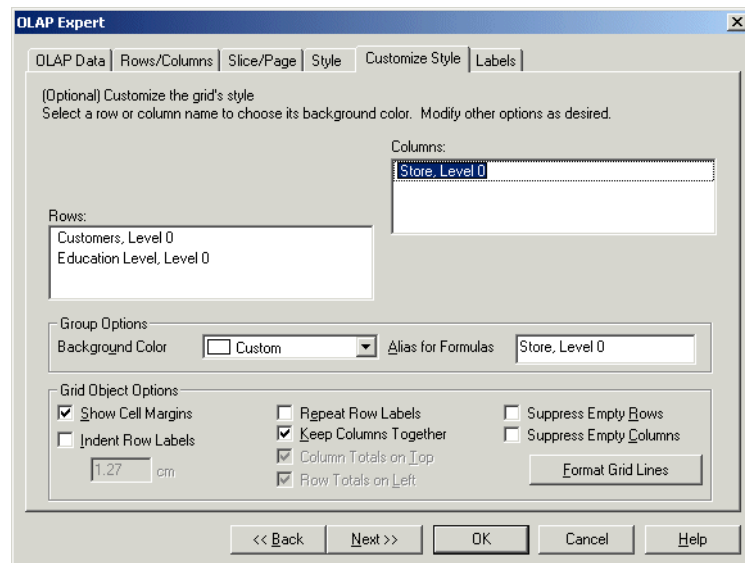 OLAP Expert
OLAP Data Rows/Columns Slice/Page Style Customize Style Labels
(Optional) Customize the grid's style
Select a row or column name to choose its background color. Modify other options as desired.
Columns:
Store, Level 0
Rows:
Customers, Level 0
Education Level, Level 0
Group Options
Background Color Custom Alias for Formulas Store, Level 0
Grid Object Options
Show Cell Margins Repeat Row Labels Suppress Empty Rows
Indent Row Labels Keep Columns Together Suppress Empty Columns
1.27 cm Column Totals on Top Format Grid Lines
Row Totals on Left
<< Back Next >> OK Cancel Help